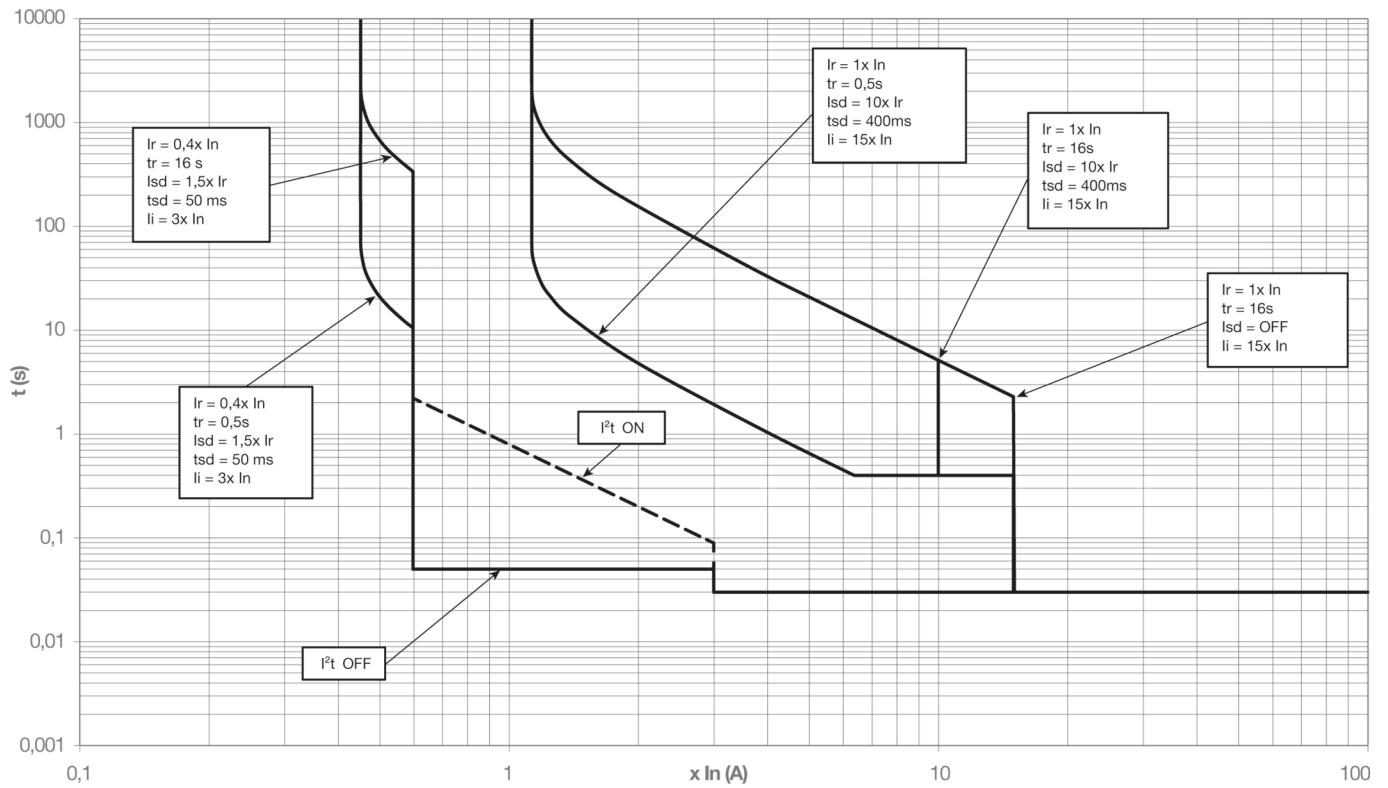 10000
1000
100
10
1
0,1
0,01
0,001
t (s)
0,1
1
10
100
x In (A)
Ir = 0,4x In
tr = 16 s
Isd = 1,5x Ir
tsd = 50 ms
Ii = 3x In
Ir = 0,4x In
tr = 0,5s
Isd = 1,5x Ir
tsd = 50 ms
Ii = 3x In
Ir = 1x In
tr = 0,5s
Isd = 10x Ir
tsd = 400ms
Ii = 15x In
Ir = 1x In
tr = 16s
Isd = 10x Ir
tsd = 400ms
Ii = 15x In
Ir = 1x In
tr = 16s
Isd = OFF
Ii = 15x In
I²t ON
I²t OFF